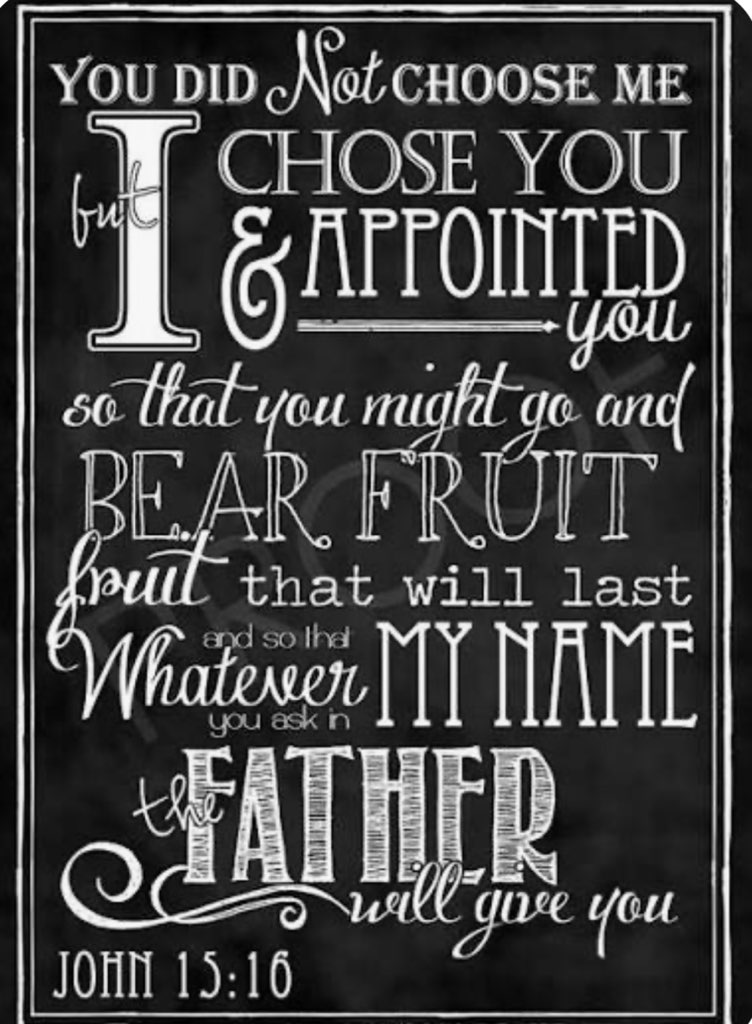 YOU DID Not CHOOSE ME
but I CHOSE YOU
& APPOINTED
you
so that you might go and
BEAR FRUIT
fruit that will last
and so that
Whatever
you ask in
MY NAME
the FATHER
will give you
JOHN 15:16
PROOF